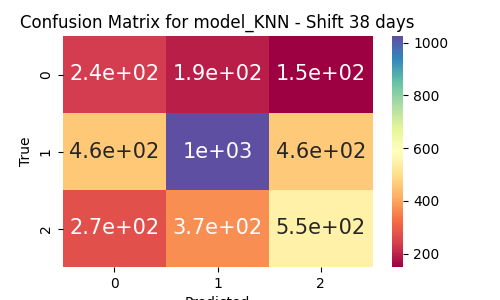 Confusion Matrix for model_KNN - Shift 38 days
True
0 2.4e+02 1.9e+02 1.5e+02
1 4.6e+02 1e+03 4.6e+02
2 2.7e+02 3.7e+02 5.5e+02
0 1 2
Predicted
1000
800
600
400
200